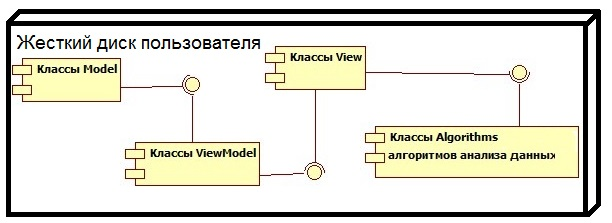 Жесткий диск пользователя
Классы Model
Классы View
Классы ViewModel
Классы Algorithms
алгоритмов анализа данных